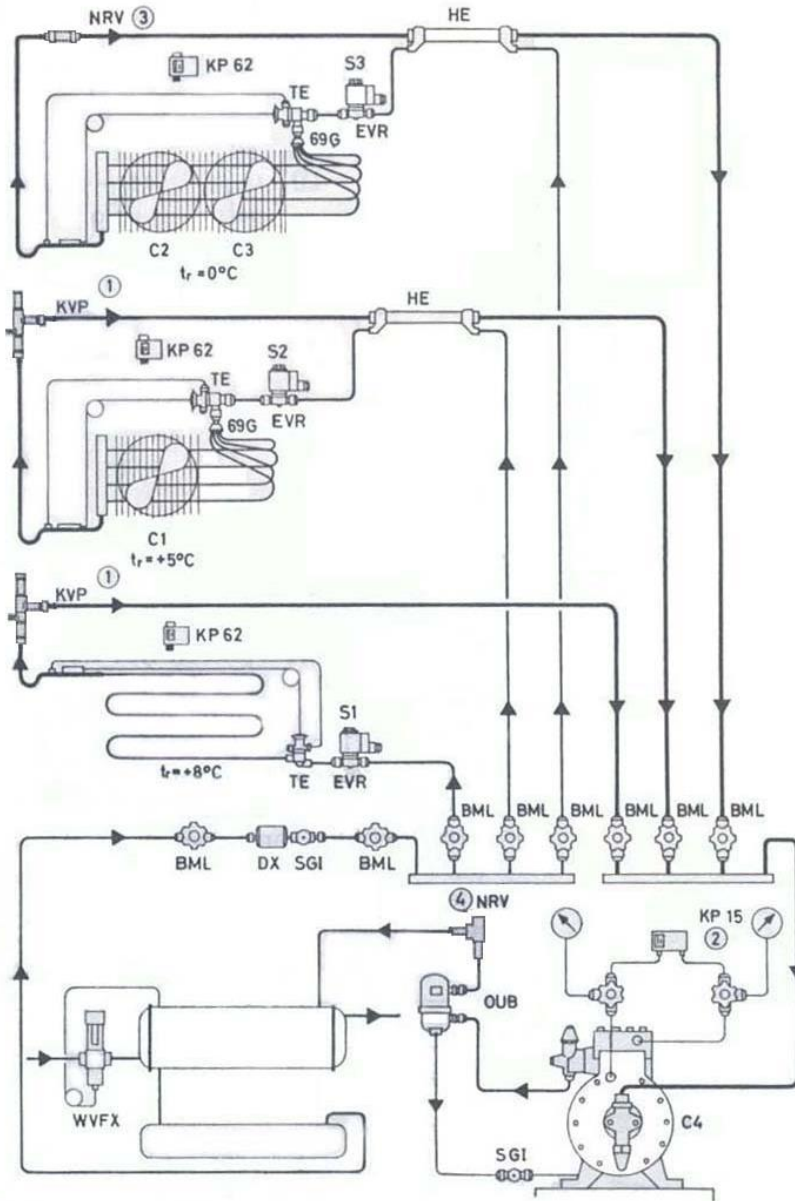 NRV 3
HE
KP 62
S3
TE
EVR
69G
C2 C3
tr = 0°C
1
KVP
HE
KP 62
S2
TE
EVR
69G
C1
tr = +5°C
1
KVP
KP 62
S1
tr = +8°C
TE EVR
BML BML BML BML BML BML
BML DX SGI BML
4 NRV
KP 15
2
OUB
WVFX
C4
SGI